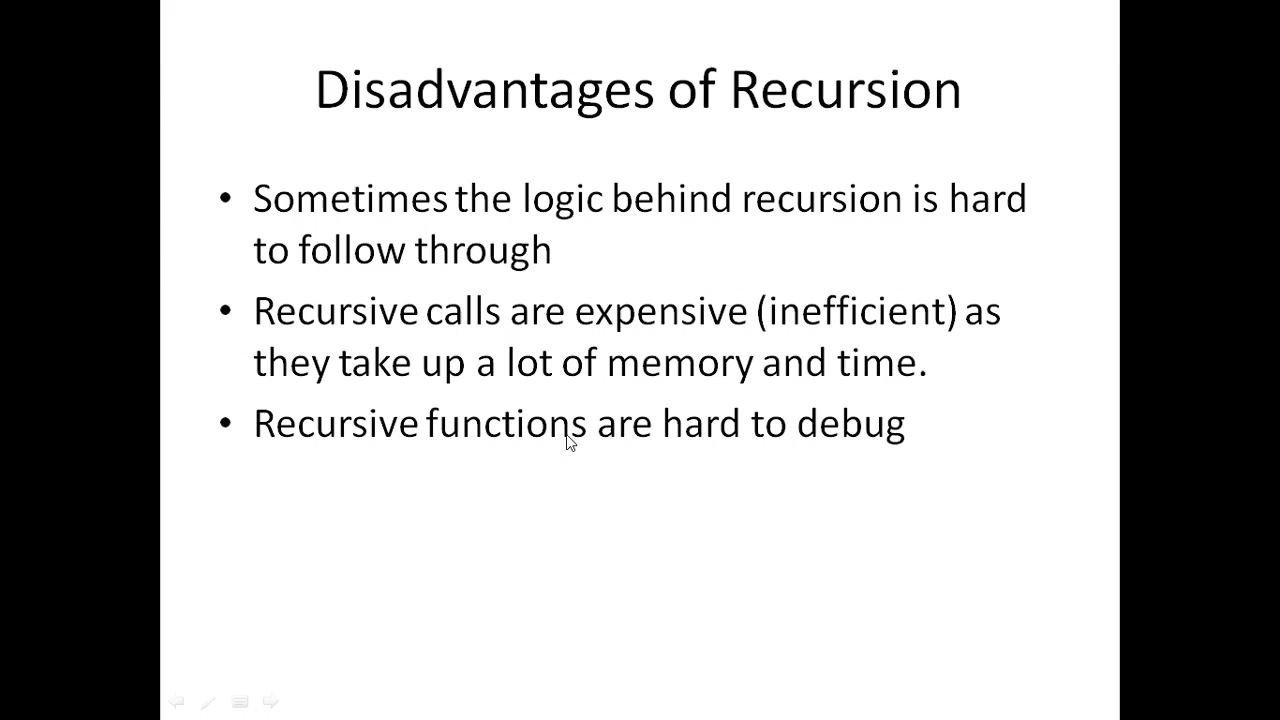 Disadvantages of Recursion
• Sometimes the logic behind recursion is hard
to follow through
• Recursive calls are expensive (inefficient) as
they take up a lot of memory and time.
• Recursive functions are hard to debug